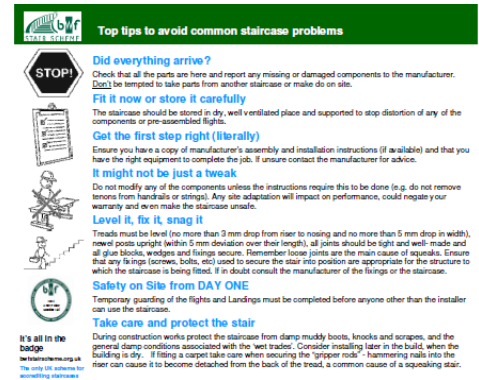 bwf
STAIR SCHEME
Top tips to avoid common staircase problems
STOP!
Did everything arrive?
Check that all the parts are here and report any missing or damaged components to the manufacturer.
Don't be tempted to take parts from another staircase or make do on site.
Fit it now or store it carefully
The staircase should be stored in dry, well ventilated place and supported to stop distortion of any of the
components or pre-assembled flights.
Get the first step right (literally)
Ensure you have a copy of manufacturer's assembly and installation instructions (if available) and that you
have the right equipment to complete the job. If unsure contact the manufacturer for advice.
It might not be just a tweak
Do not modify any of the components unless the instructions require this to be done (e.g. do not remove
tenons from handrails or strings). Any site adaptation will impact on performance, could negate your
warranty and even make the staircase unsafe.
Level it, fix it, snag it
Treads must be level (no more than 3 mm drop from riser to nosing and no more than 5 mm drop in width),
newel posts upright (within 5 mm deviation over their length), all joints should be tight and well- made and
all glue blocks, wedges and fixings secure. Remember loose joints are the main cause of squeaks. Ensure
that any fixings (screws, bolts, etc) used to secure the stair into position are appropriate for the structure to
which the staircase is being fitted. If in doubt consult the manufacturer of the fixings or the staircase.
Safety on Site from DAY ONE
Temporary guarding of the flights and Landings must be completed before anyone other than the installer
can use the staircase.
Take care and protect the stair
During construction works protect the staircase from damp muddy boots, knocks and scrapes, and the
general damp conditions associated with the 'wet trades'. Consider installing later in the build, when the
building is dry. If fitting a carpet take care when securing the "gripper rods" - hammering nails into the
riser can cause it to become detached from the back of the tread, a common cause of a squeaking stair.
bwf
It's all in the
badge
bwfstairscheme.org.uk
The only UK scheme for
accrediting staircases